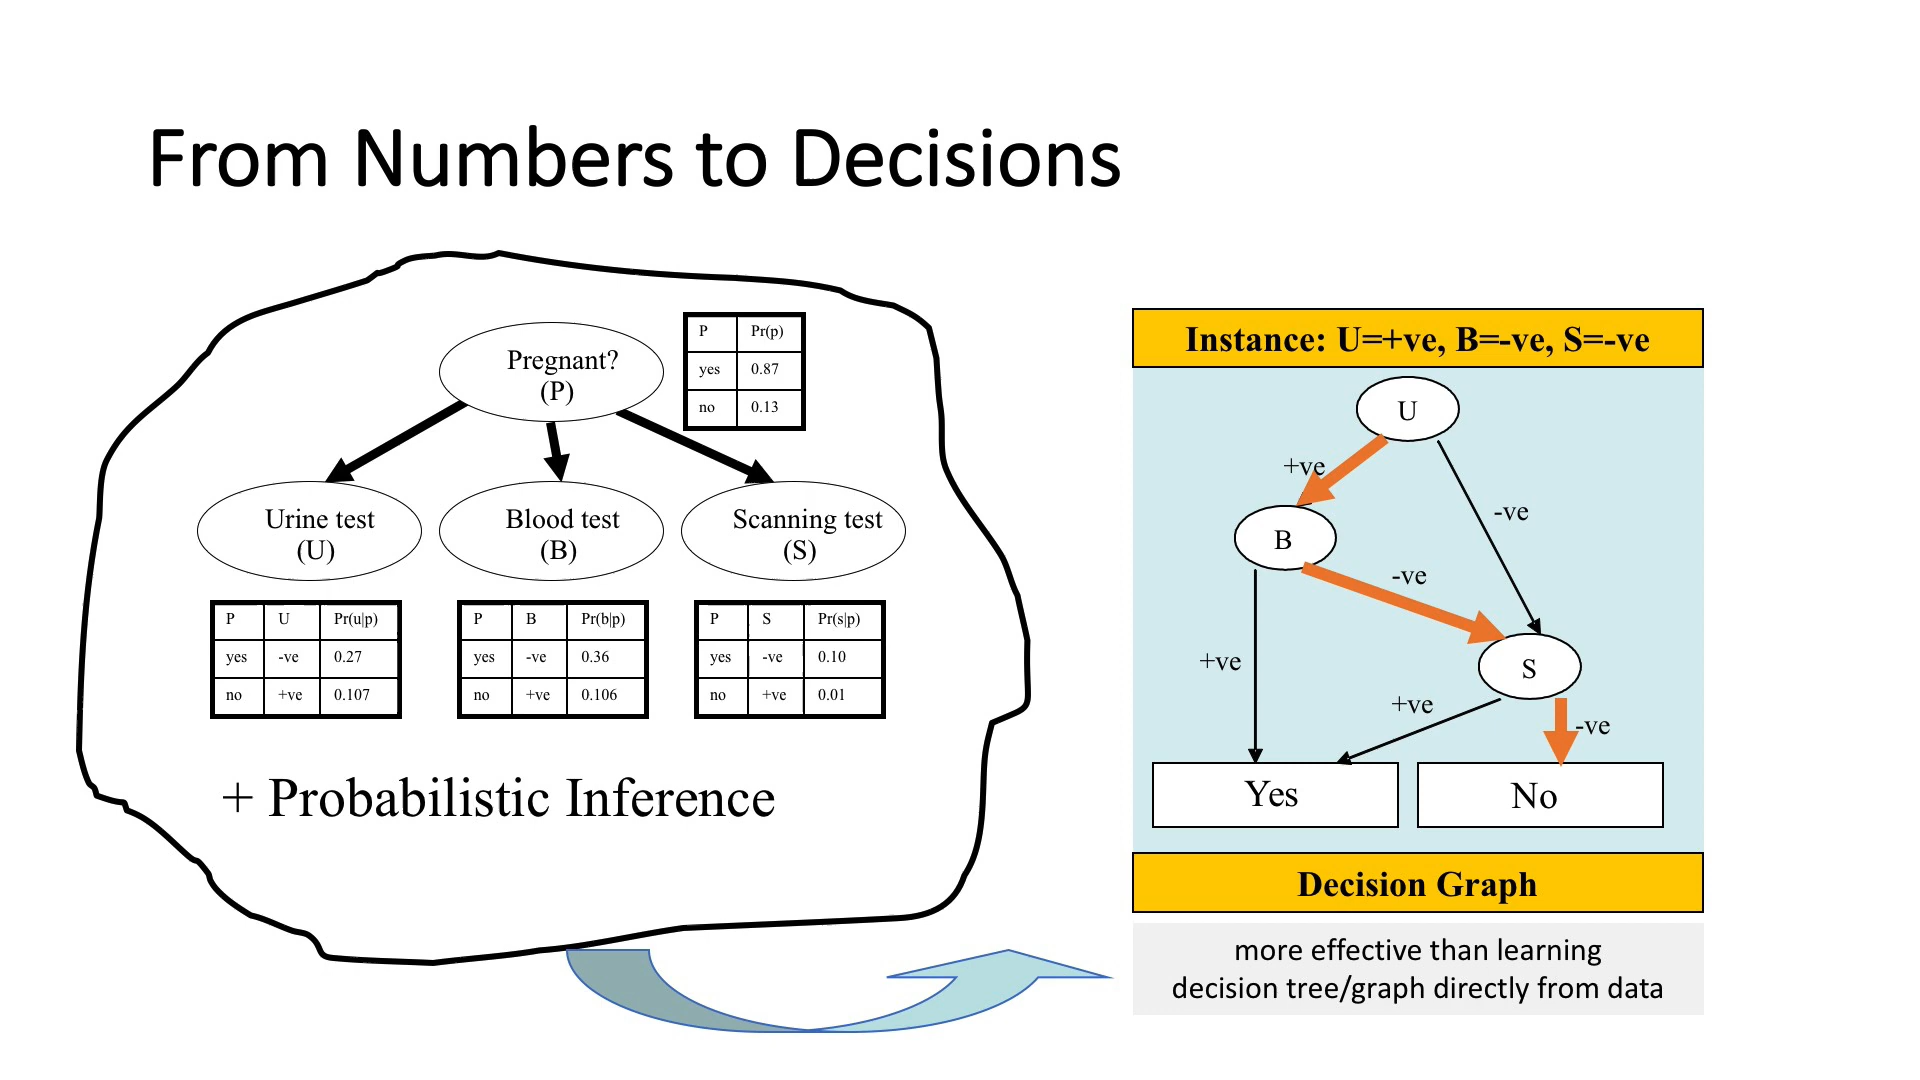 From Numbers to Decisions
Pregnant?
(P)
P Pr(p)
yes 0.87
no 0.13
Urine test
(U)
Blood test
(B)
Scanning test
(S)
P U Pr(u|p)
yes -ve 0.27
no +ve 0.107
P B Pr(b|p)
yes -ve 0.36
no +ve 0.106
P S Pr(s|p)
yes -ve 0.10
no +ve 0.01
+ Probabilistic Inference
Instance: U=+ve, B=-ve, S=-ve
U
+ve
-ve
B
-ve
+ve
S
+ve
-ve
Yes
No
Decision Graph
more effective than learning
decision tree/graph directly from data